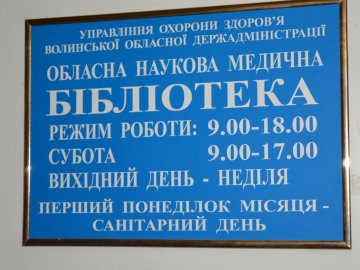 УПРАВЛІННЯ ОХОРОНИ ЗДОРОВ'Я
ВОЛИНСЬКОЇ ОБЛАСНОЇ ДЕРЖАДМІНІСТРАЦІЇ
ОБЛАСНА НАУКОВА МЕДИЧНА
БІБЛІОТЕКА
РЕЖИМ РОБОТИ: 9.00-18.00
СУБОТА 9.00-17.00
ВИХІДНИЙ ДЕНЬ - НЕДІЛЯ
ПЕРШИЙ ПОНЕДІЛОК МІСЯЦЯ -
САНІТАРНИЙ ДЕНЬ